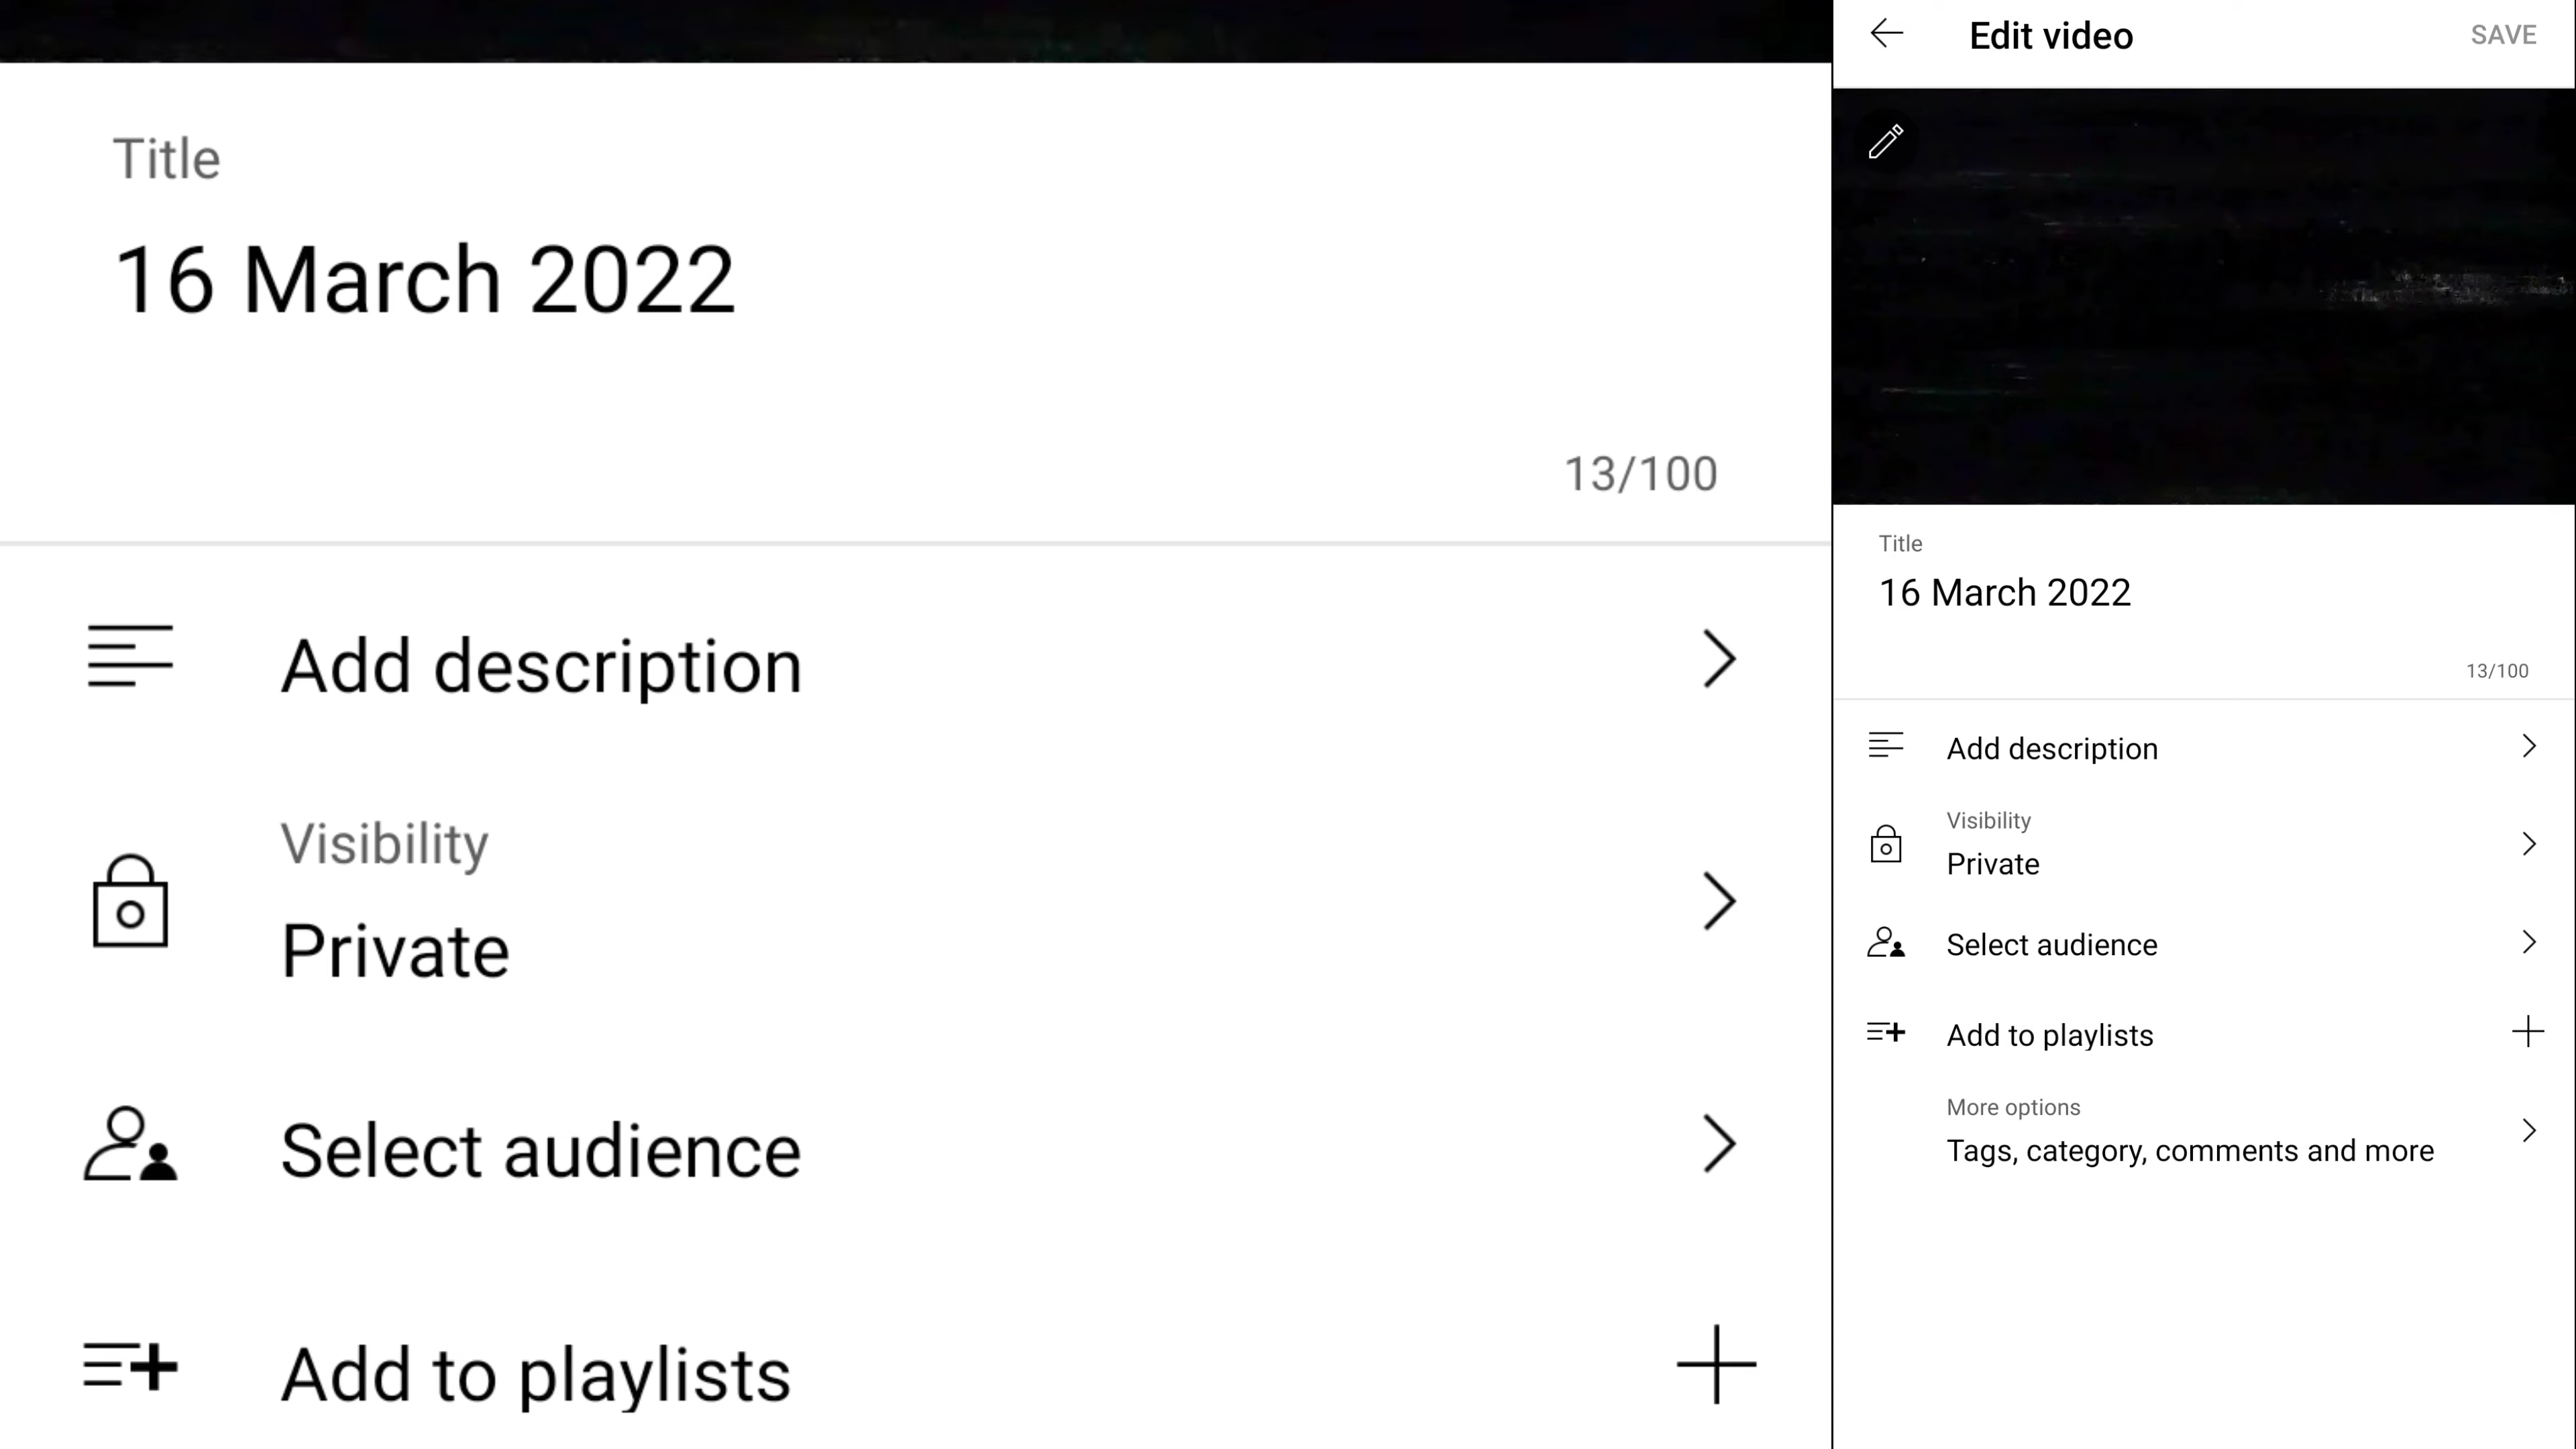 Title
16 March 2022
13/100
Add description
Visibility
Private
Select audience
Add to playlists
Edit video
SAVE
Title
16 March 2022
13/100
Add description
Visibility
Private
Select audience
Add to playlists
More options
Tags, category, comments and more